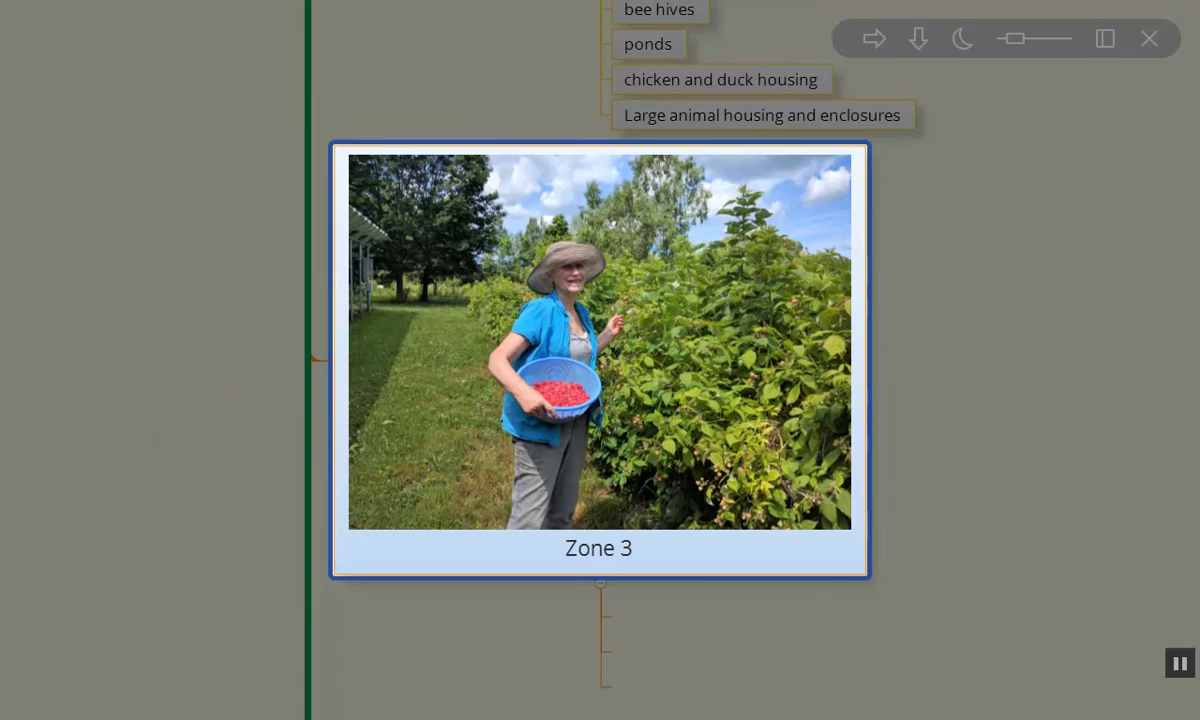 bee hives
ponds
chicken and duck housing
Large animal housing and enclosures
Zone 3